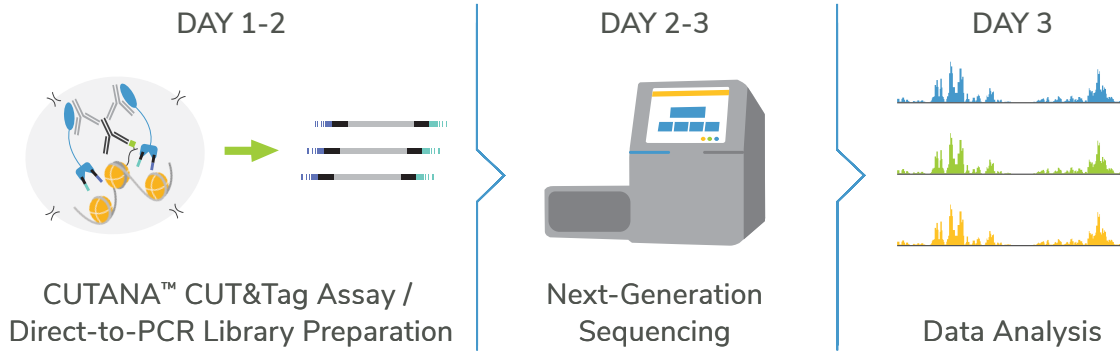 DAY 1-2
CUTANA™ CUT&Tag Assay /
Direct-to-PCR Library Preparation
DAY 2-3
Next-Generation
Sequencing
DAY 3
Data Analysis